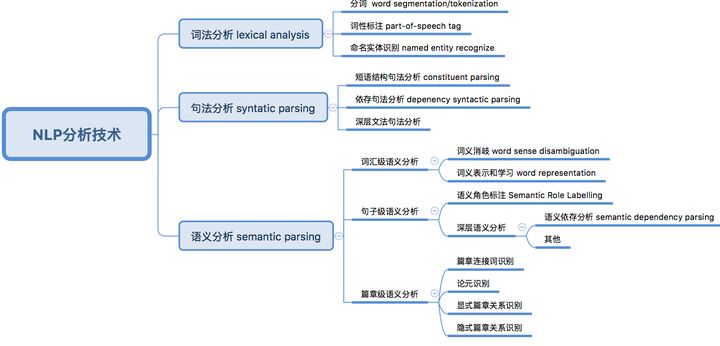 NLP分析技术
词法分析 lexical analysis
分词 word segmentation/tokenization
词性标注 part-of-speech tag
命名实体识别 named entity recognize
句法分析 syntatic parsing
短语结构句法分析 constituent parsing
依存句法分析 depenency syntactic parsing
深层文法句法分析
语义分析 semantic parsing
词汇级语义分析
词义消岐 word sense disambiguation
词义表示和学习 word representation
句子级语义分析
语义角色标注 Semantic Role Labelling
深层语义分析
语义依存分析 semantic dependency parsing
其他
篇章级语义分析
篇章连接词识别
论元识别
显式篇章关系识别
隐式篇章关系识别